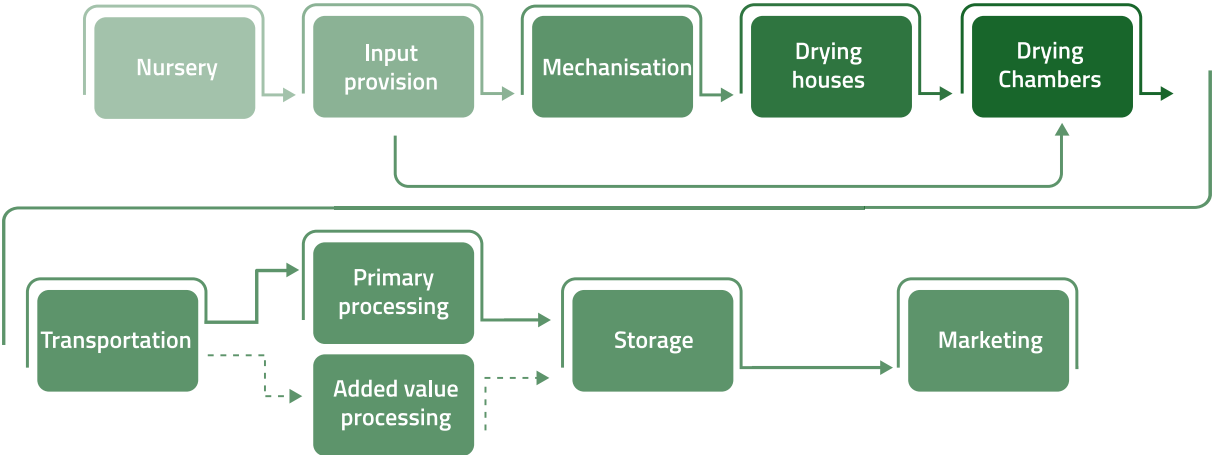 Nursery
Input
provision
Mechanisation
Drying
houses
Drying
Chambers
Transportation
Primary
processing
Added value
processing
Storage
Marketing